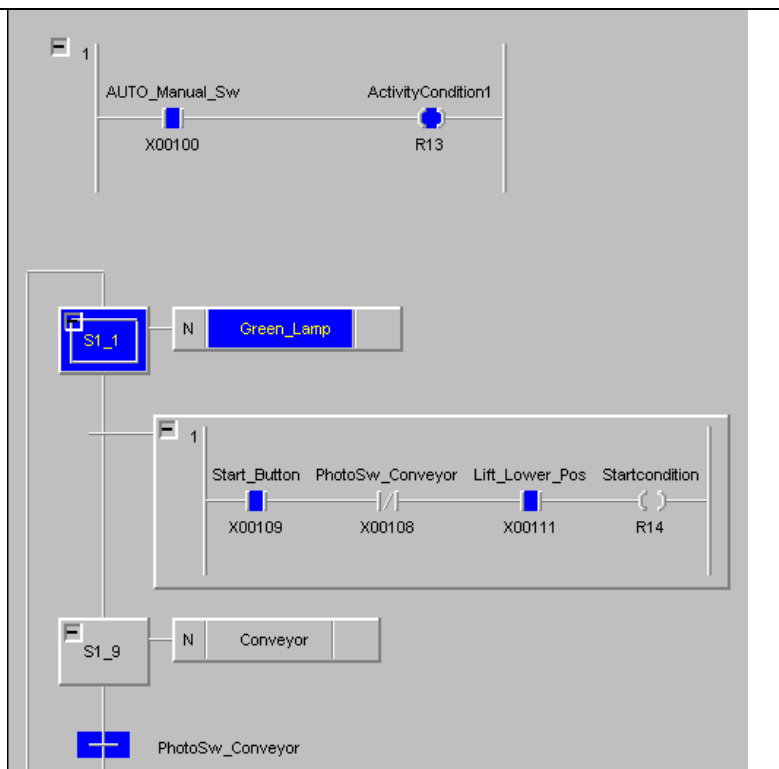 1
AUTO_Manual_Sw ActivityCondition1
X00100 R13
S1_1 N Green_Lamp
1
Start_Button PhotoSw_Conveyor Lift_Lower_Pos Startcondition
X00109 X00108 X00111 R14
S1_9 N Conveyor
PhotoSw_Conveyor